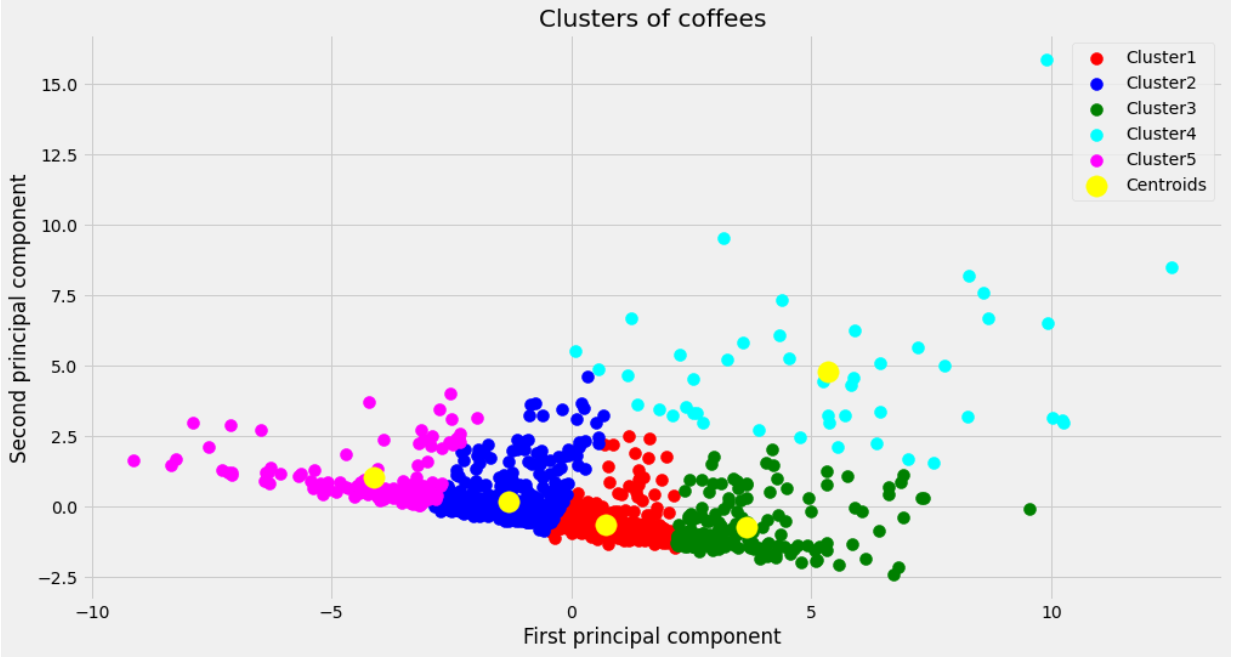 Clusters of coffees
Cluster1
Cluster2
Cluster3
Cluster4
Cluster5
Centroids
Second principal component
15.0
12.5
10.0
7.5
5.0
2.5
0.0
−2.5
−10
−5
0
5
10
First principal component